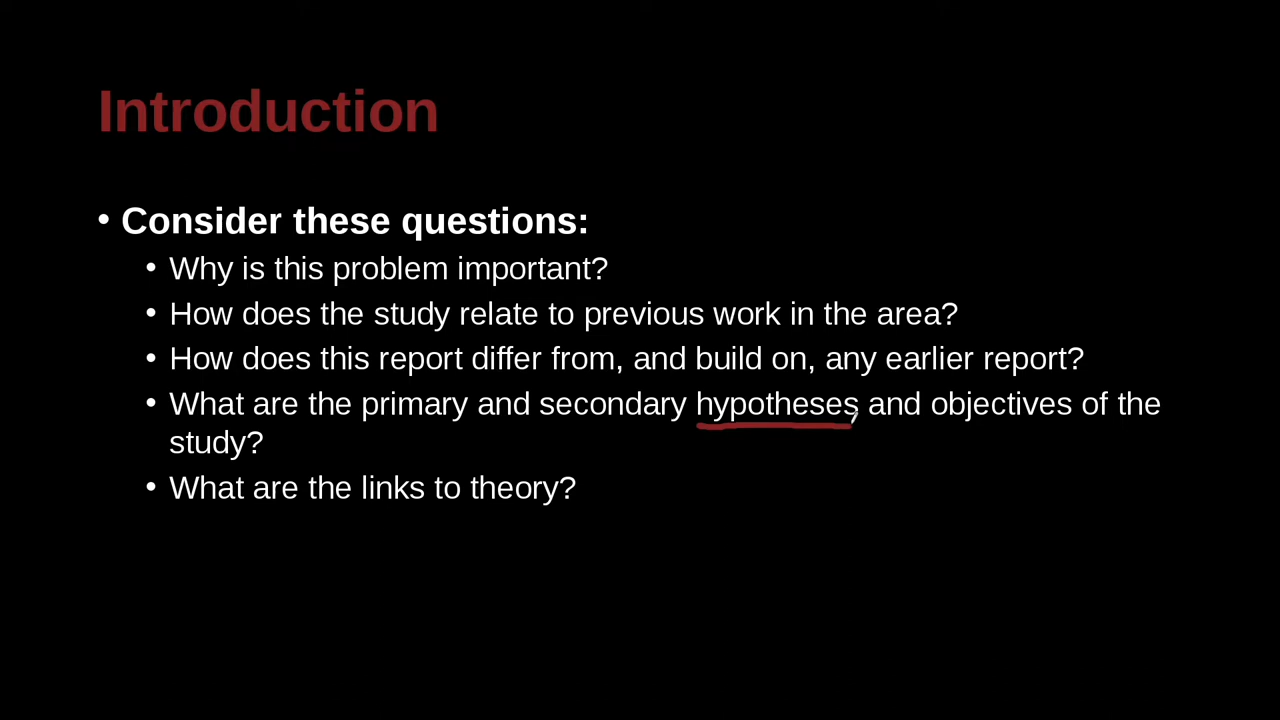 Introduction
• Consider these questions:
• Why is this problem important?
• How does the study relate to previous work in the area?
• How does this report differ from, and build on, any earlier report?
• What are the primary and secondary hypotheses and objectives of the
study?
• What are the links to theory?